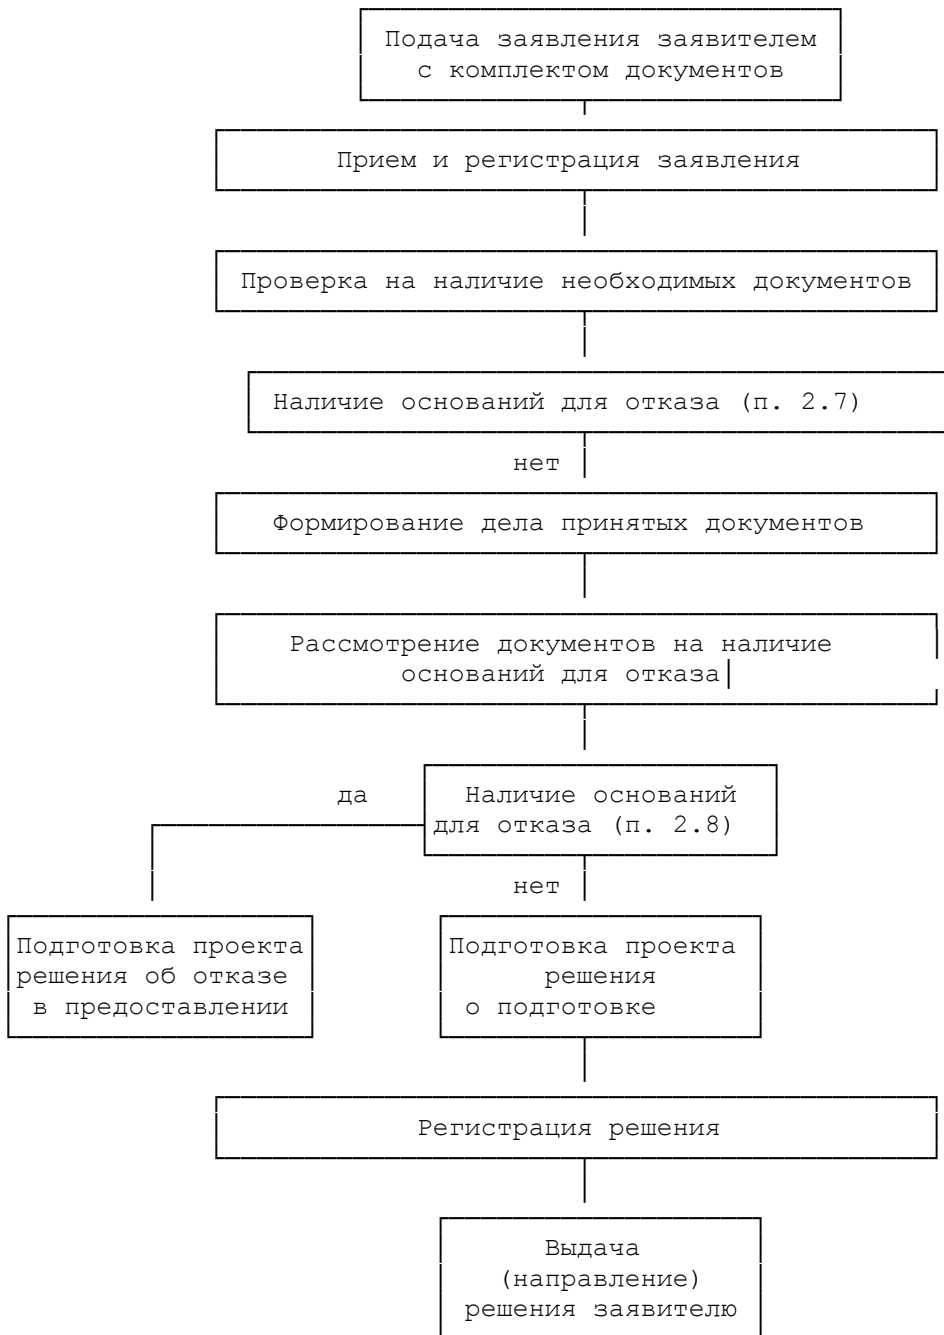 Подача заявления заявителем
с комплектом документов
Прием и регистрация заявления
Проверка на наличие необходимых документов
Наличие оснований для отказа (п. 2.7)
нет
Формирование дела принятых документов
Рассмотрение документов на наличие
оснований для отказа
да
Наличие оснований
для отказа (п. 2.8)
нет
Подготовка проекта
решения об отказе
в предоставлении
Подготовка проекта
решения
о подготовке
Регистрация решения
Выдача
(направление)
решения заявителю